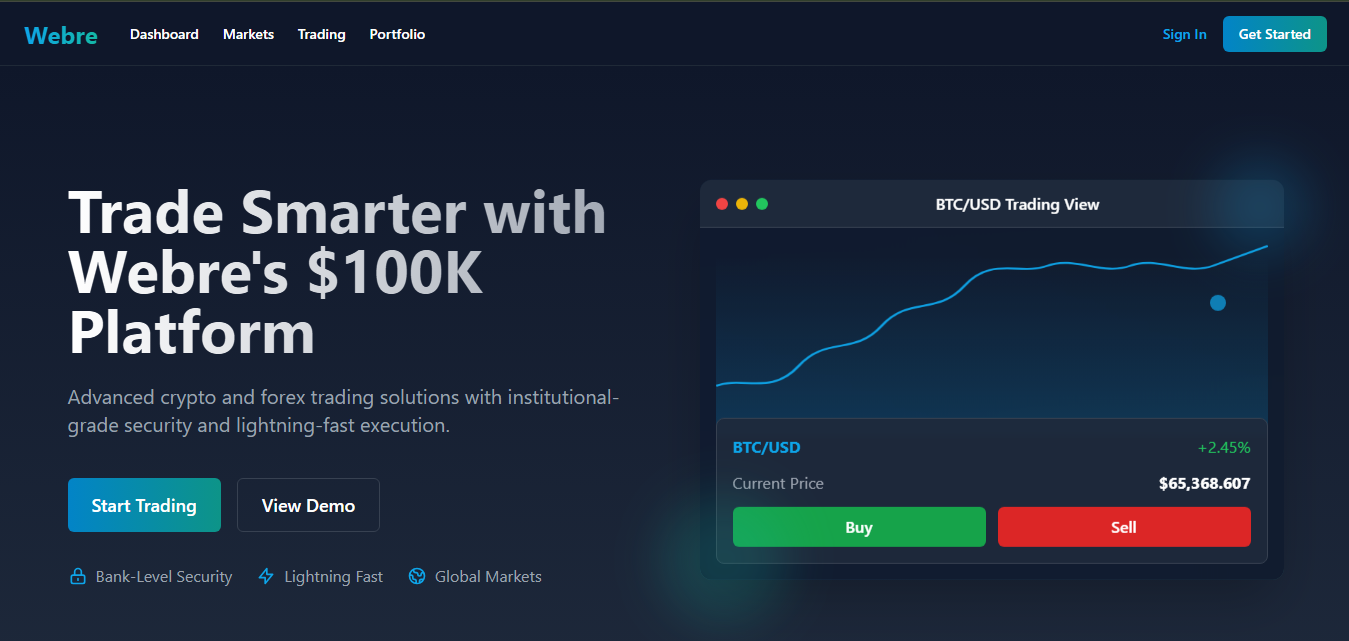 Webre
Dashboard
Markets
Trading
Portfolio
Sign In
Get Started
Trade Smarter with
Webre's $100K
Platform
Advanced crypto and forex trading solutions with institutional-
grade security and lightning-fast execution.
Start Trading
View Demo
Bank-Level Security
Lightning Fast
Global Markets
BTC/USD Trading View
BTC/USD
+2.45%
Current Price
$65,368.607
Buy
Sell